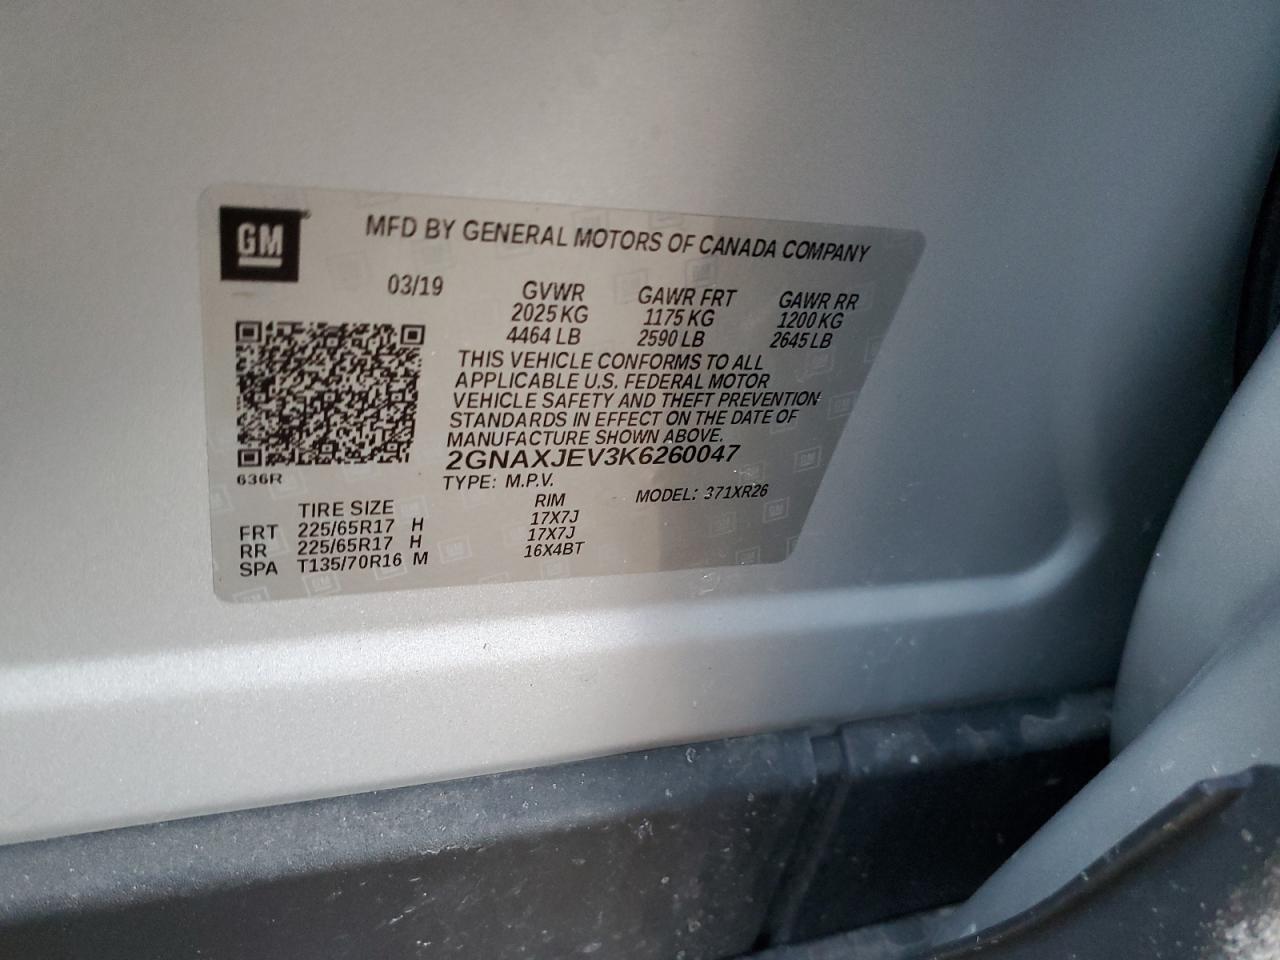 GM
MFD BY GENERAL MOTORS OF CANADA COMPANY
03/19
GVWR GAWR FRT GAWR RR
2025 KG 1175 KG 1200 KG
4464 LB 2590 LB 2645 LB
THIS VEHICLE CONFORMS TO ALL
APPLICABLE U.S. FEDERAL MOTOR
VEHICLE SAFETY AND THEFT PREVENTION
STANDARDS IN EFFECT ON THE DATE OF
MANUFACTURE SHOWN ABOVE.
2GNAXJEV3K6260047
636R
TYPE: M.P.V. MODEL: 371XR26
TIRE SIZE RIM
FRT 225/65R17 H 17X7J
RR 225/65R17 H 17X7J
SPA T135/70R16 M 16X4BT